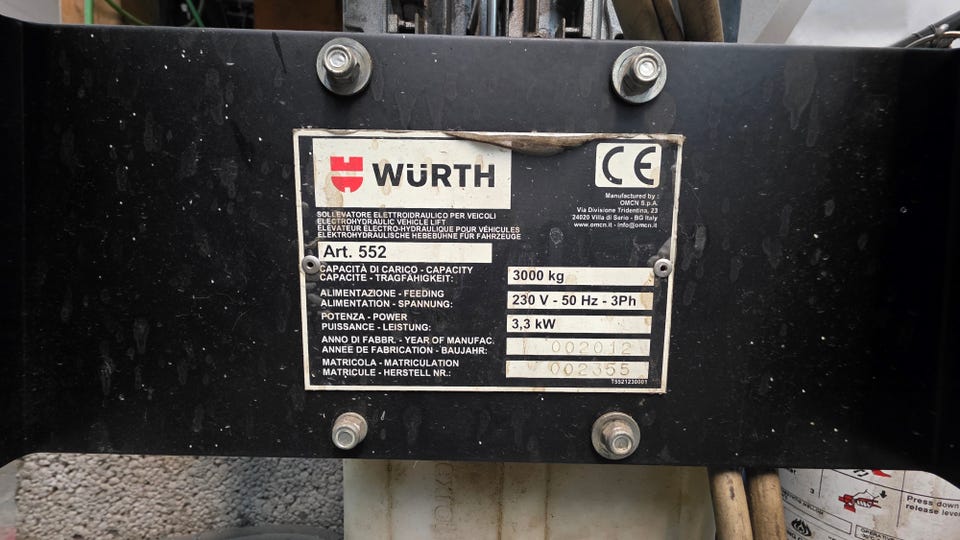 WÜRTH
CE
Manufactured by :
OMCN S.p.A.
Via Divisione Tridentina, 23
24020 Villa di Serio - BG Italy
www.omcn.it - info@omcn.it
SOLLEVATORE ELETTROIDRAULICO PER VEICOLI
ELECTROHYDRAULIC VEHICLE LIFT
ELEVATEUR ELECTRO-HYDRAULIQUE POUR VÉHICULES
ELEKTROHYDRAULISCHE HEBEBÜHNE FÜR FAHRZEUGE
Art. 552
CAPACITÀ DI CARICO - CAPACITY
CAPACITE - TRAGFÄHIGKEIT:
3000 kg
ALIMENTAZIONE - FEEDING
ALIMENTATION - SPANNUNG:
230 V - 50 Hz - 3Ph
POTENZA - POWER
PUISSANCE - LEISTUNG:
3,3 kW
ANNO DI FABBR. - YEAR OF MANUFAC.
ANNEE DE FABRICATION - BAUJAHR:
002012
MATRICOLA - MATRICULATION
MATRICULE - HERSTELL NR.:
002355
T5521230001
3
Press down
release lever